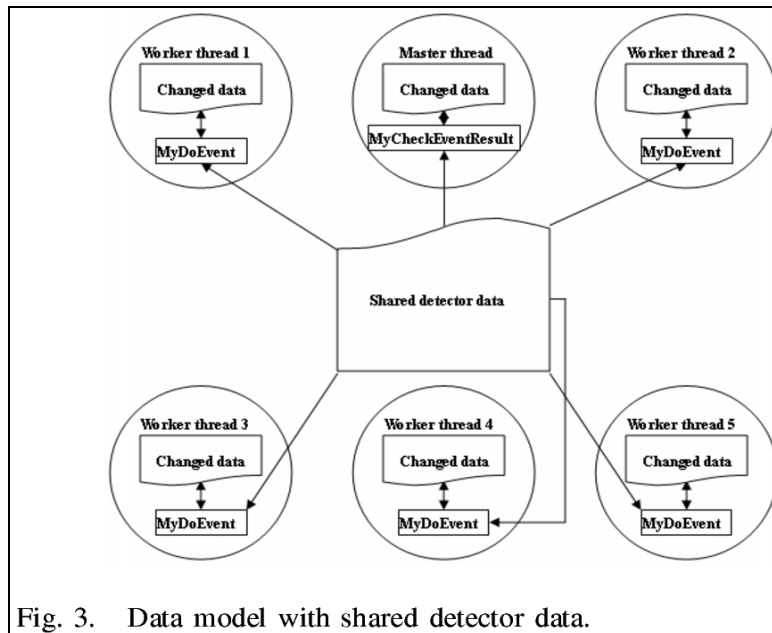 Worker thread 1
Changed data
MyDoEvent
Master thread
Changed data
MyCheckEventResult
Worker thread 2
Changed data
MyDoEvent
Shared detector data
Worker thread 3
Changed data
MyDoEvent
Worker thread 4
Changed data
MyDoEvent
Worker thread 5
Changed data
MyDoEvent
Fig. 3. Data model with shared detector data.